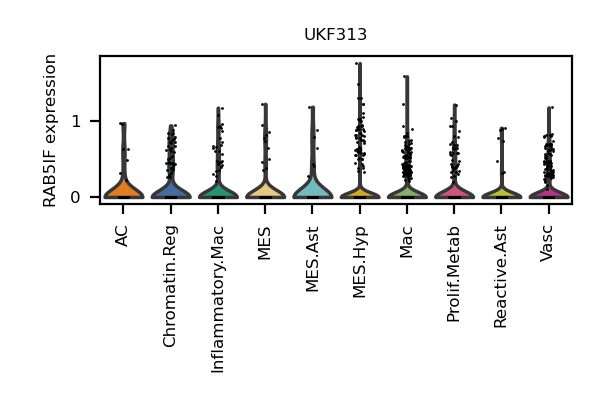 UKF313
RAB5IF expression
1
0
AC
Chromatin.Reg
Inflammatory.Mac
MES
MES.Ast
MES.Hyp
Mac
Prolif.Metab
Reactive.Ast
Vasc